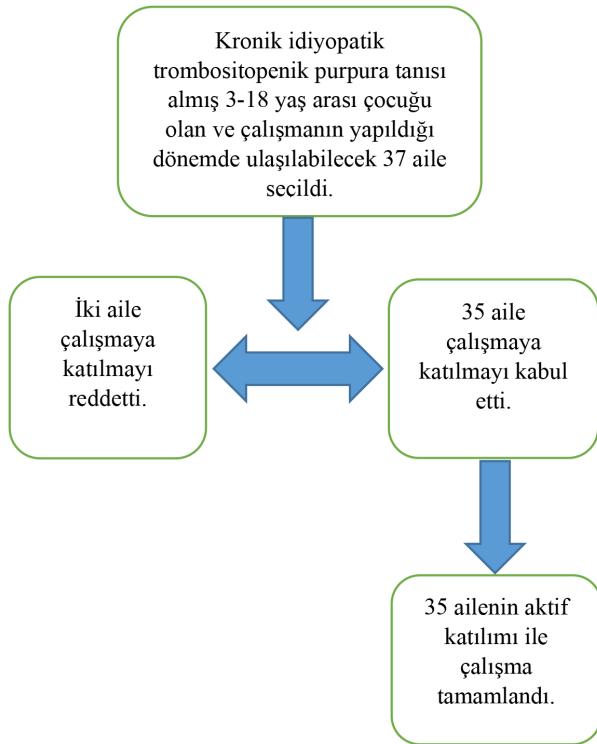 Kronik idiyopatik
trombositopenik purpura tanısı
almış 3-18 yaş arası çocuğu
olan ve çalışmanın yapıldığı
dönemde ulaşılabilecek 37 aile
secildi.
İki aile
çalışmaya
katılmayı
reddetti.
35 aile
çalışmaya
katılmayı kabul
etti.
35 ailenin aktif
katılımı ile
çalışma
tamamlandı.